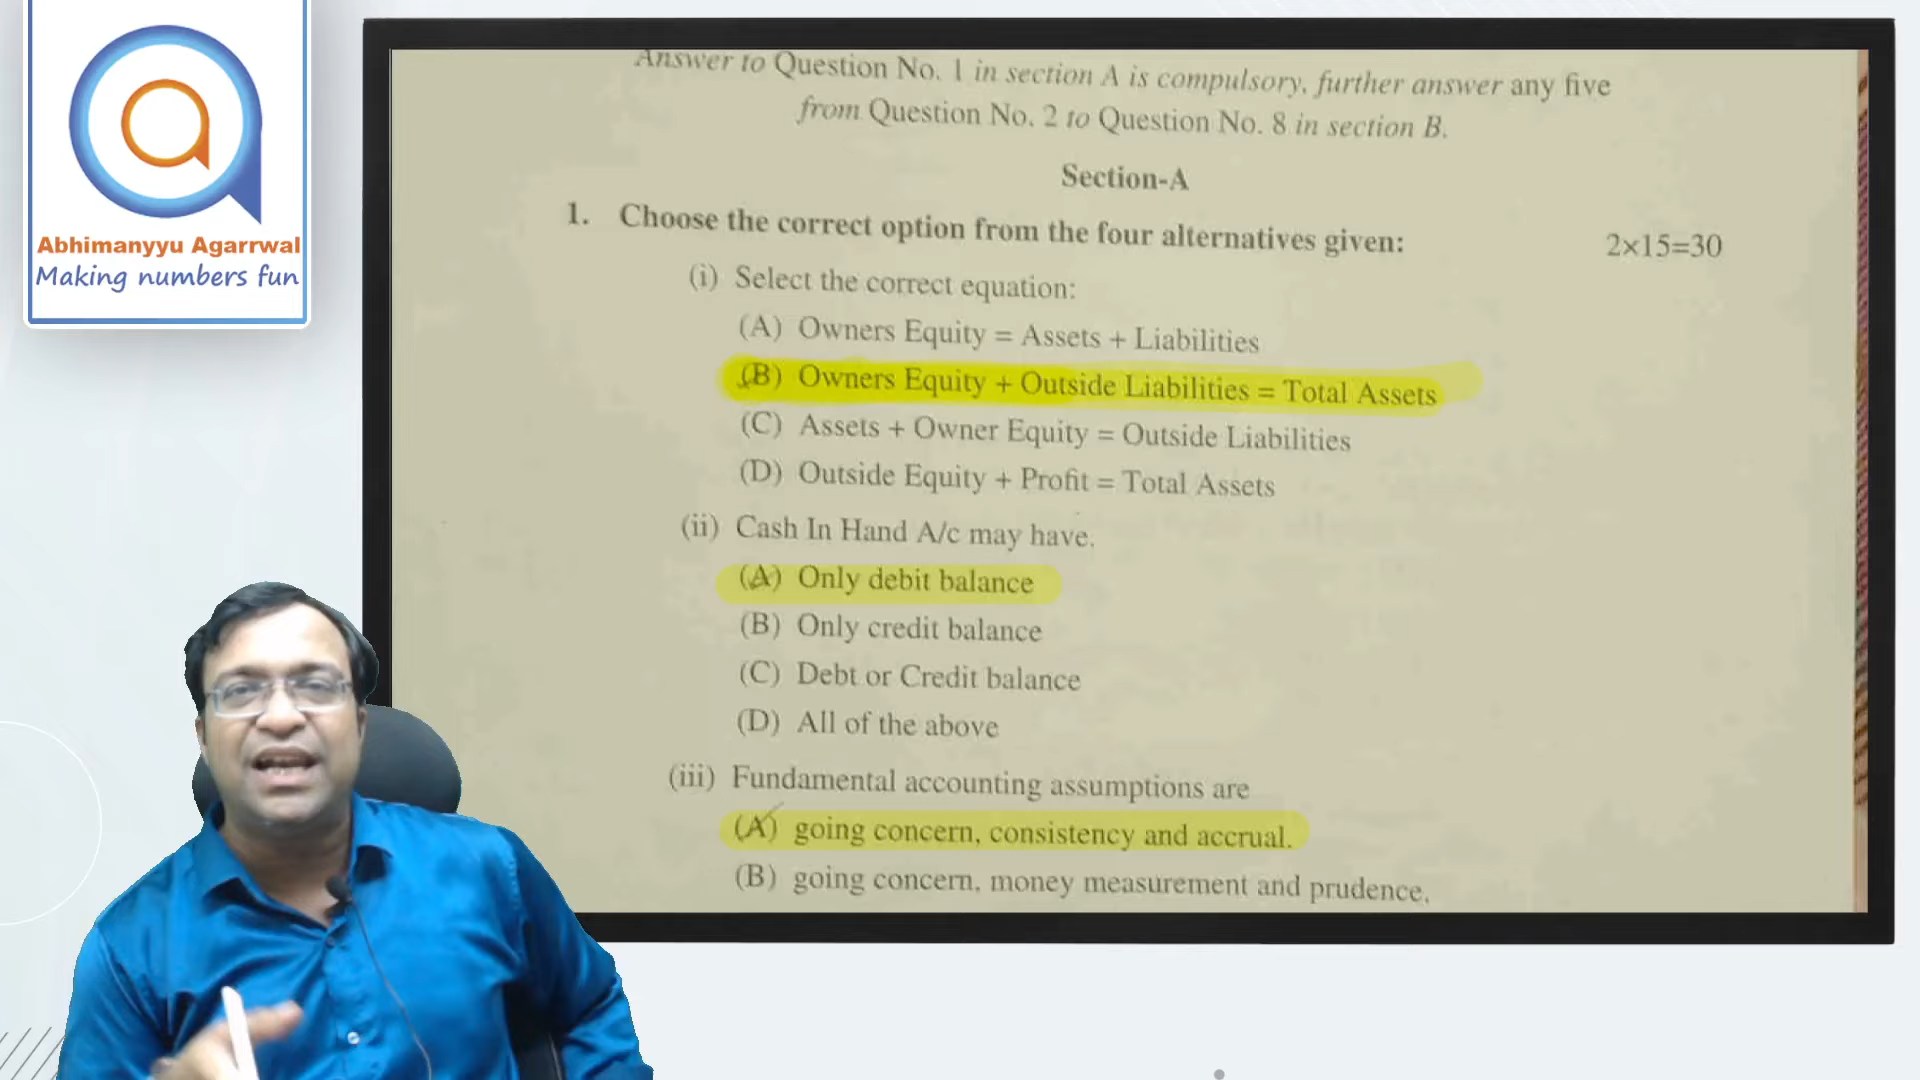 Abhimanyyu Agarrwal
Making numbers fun
Answer to Question No. 1 in section A is compulsory, further answer any five
from Question No. 2 to Question No. 8 in section B.
Section-A
1. Choose the correct option from the four alternatives given: 2×15=30
(i) Select the correct equation:
(A) Owners Equity = Assets + Liabilities
(B) Owners Equity + Outside Liabilities = Total Assets
(C) Assets + Owner Equity = Outside Liabilities
(D) Outside Equity + Profit = Total Assets
(ii) Cash In Hand A/c may have.
(A) Only debit balance
(B) Only credit balance
(C) Debt or Credit balance
(D) All of the above
(iii) Fundamental accounting assumptions are
(A) going concern, consistency and accrual.
(B) going concern, money measurement and prudence.